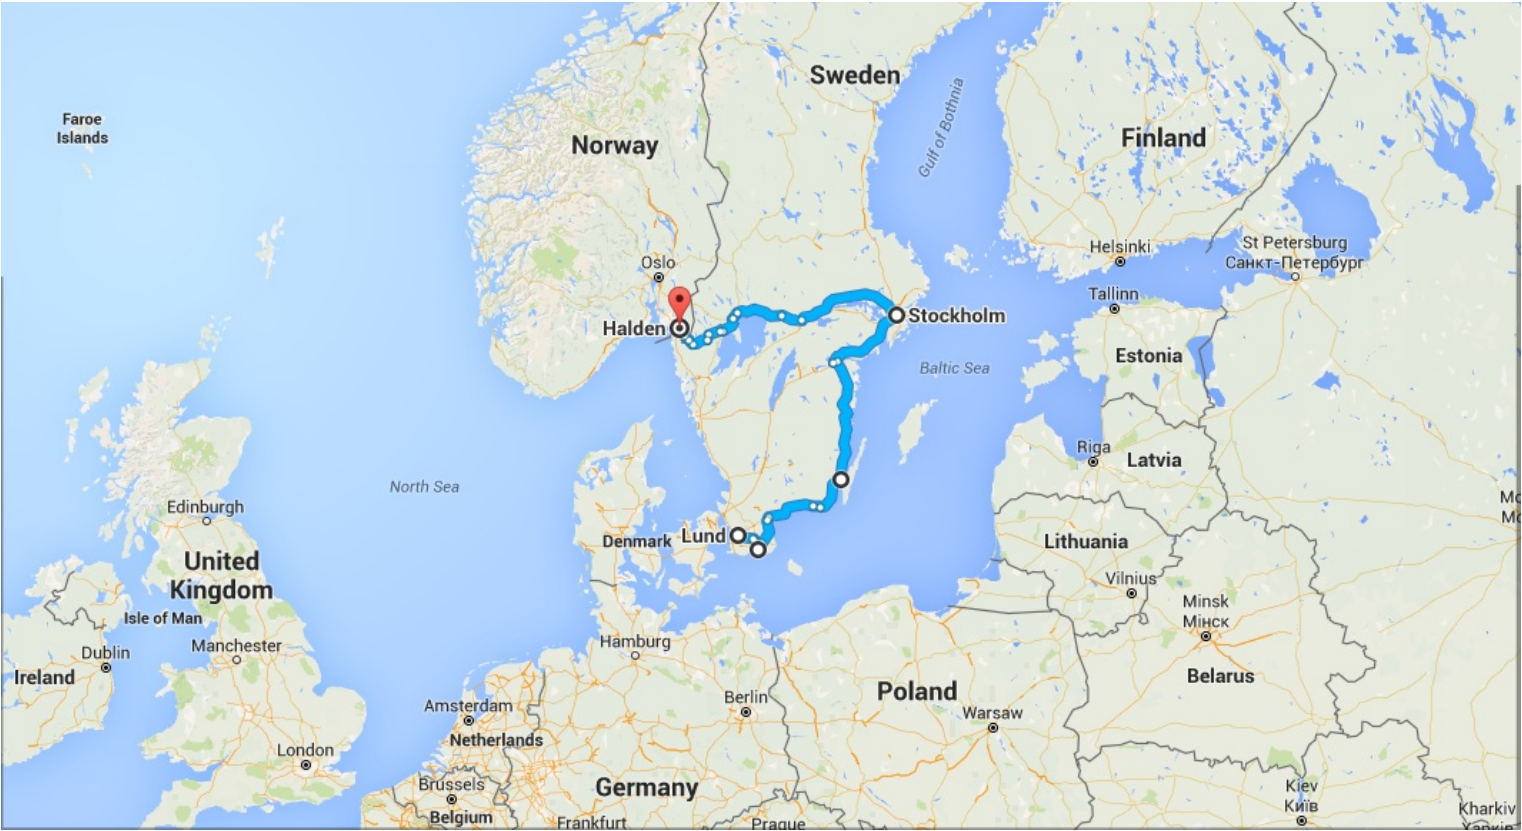 Sweden
Faroe
Islands
Norway
Finland
Gulf of Bothnia
Helsinki
St Petersburg
Санкт-Петербург
Oslo
Tallinn
Halden
Stockholm
Estonia
Baltic Sea
Riga
Latvia
North Sea
Edinburgh
Denmark
Lund
Lithuania
United
Kingdom
Vilnius
Isle of Man
Minsk
Мінск
Manchester
Hamburg
Dublin
Ireland
Belarus
Amsterdam
Berlin
Poland
Warsaw
Netherlands
London
Brussels
Germany
Kiev
Київ
Belgium
Frankfurt
Prague
Kharkiv